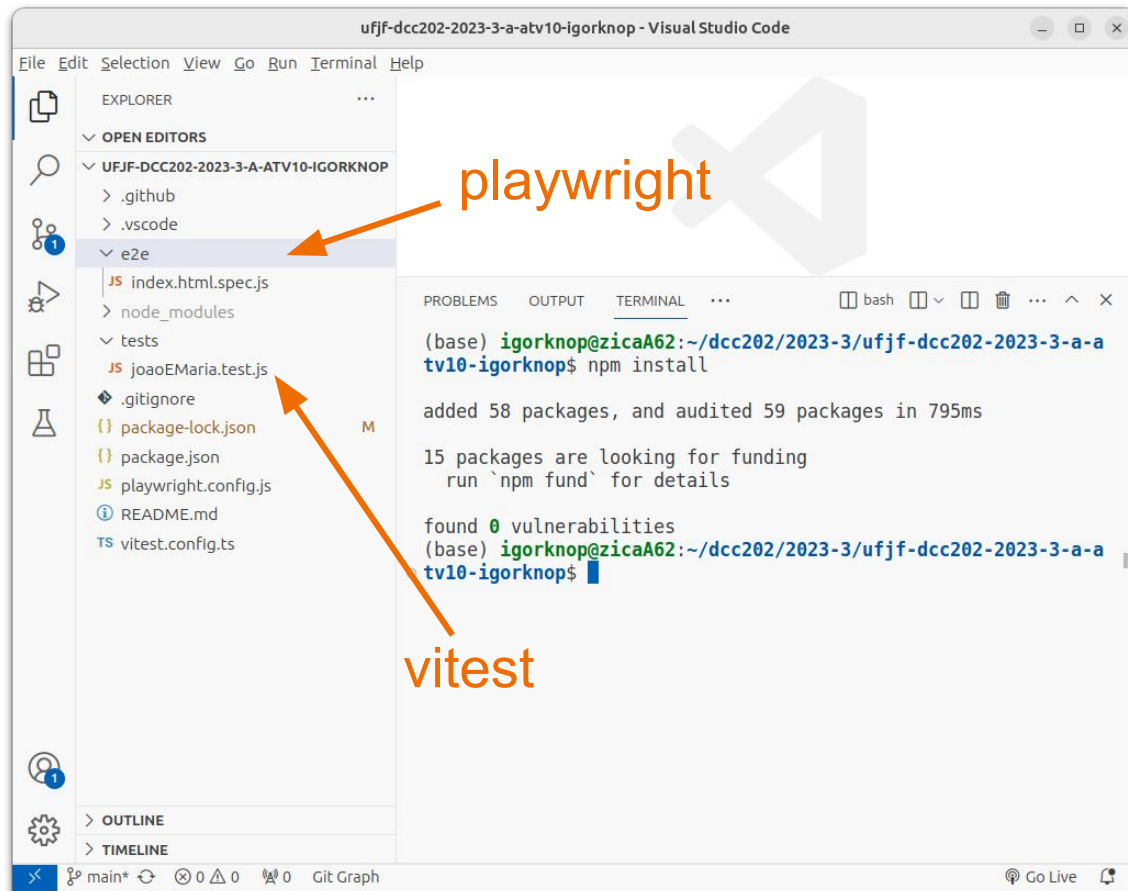 ufjf-dcc202-2023-3-a-atv10-igorknop - Visual Studio Code
File Edit Selection View Go Run Terminal Help
EXPLORER
OPEN EDITORS
UFJF-DCC202-2023-3-A-ATV10-IGORKNOP
.github
.vscode
e2e
JS index.html.spec.js
node_modules
tests
JS joaoEMaria.test.js
.gitignore
{} package-lock.json M
{} package.json
JS playwright.config.js
README.md
TS vitest.config.ts
OUTLINE
TIMELINE
1
1
playwright
vitest
PROBLEMS OUTPUT TERMINAL ··· bash ···
(base) igorknop@zicaA62:~/dcc202/2023-3/ufjf-dcc202-2023-3-a-a
tv10-igorknop$ npm install
added 58 packages, and audited 59 packages in 795ms
15 packages are looking for funding
run `npm fund` for details
found 0 vulnerabilities
(base) igorknop@zicaA62:~/dcc202/2023-3/ufjf-dcc202-2023-3-a-a
tv10-igorknop$
main* 0 0 0 Git Graph Go Live